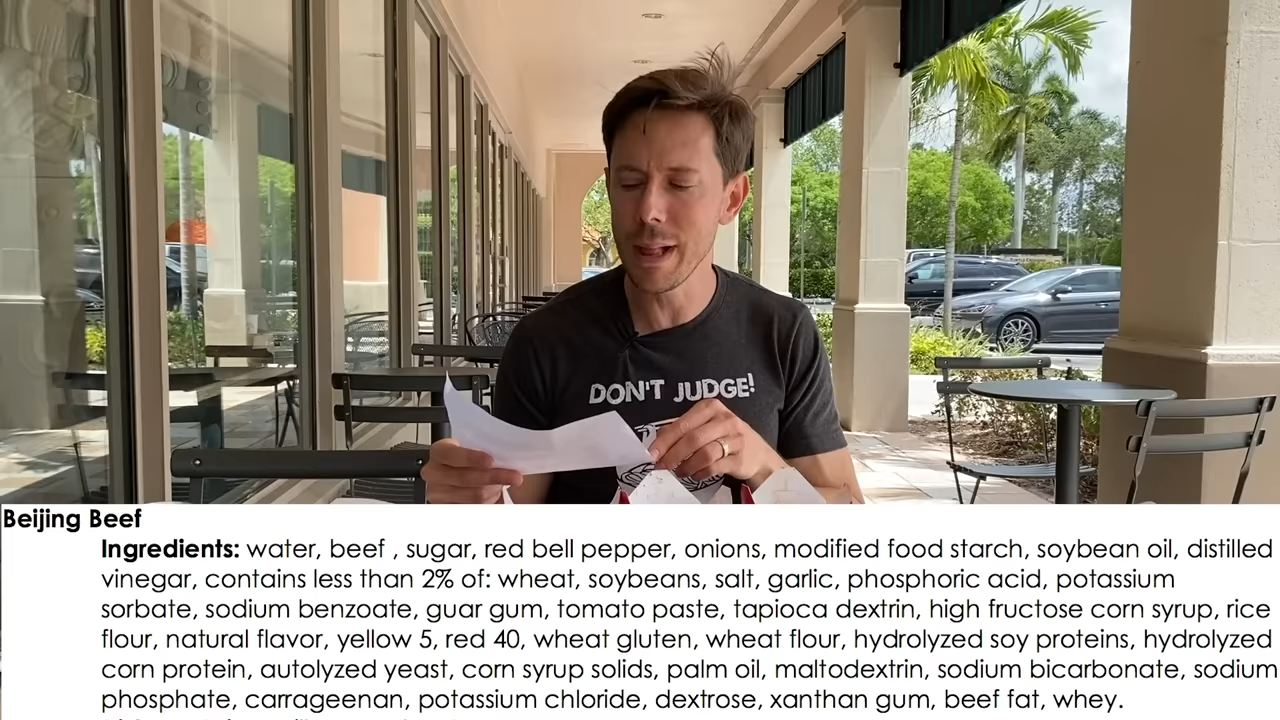 DON'T JUDGE!
Beijing Beef
Ingredients: water, beef , sugar, red bell pepper, onions, modified food starch, soybean oil, distilled
vinegar, contains less than 2% of: wheat, soybeans, salt, garlic, phosphoric acid, potassium
sorbate, sodium benzoate, guar gum, tomato paste, tapioca dextrin, high fructose corn syrup, rice
flour, natural flavor, yellow 5, red 40, wheat gluten, wheat flour, hydrolyzed soy proteins, hydrolyzed
corn protein, autolyzed yeast, corn syrup solids, palm oil, maltodextrin, sodium bicarbonate, sodium
phosphate, carrageenan, potassium chloride, dextrose, xanthan gum, beef fat, whey.